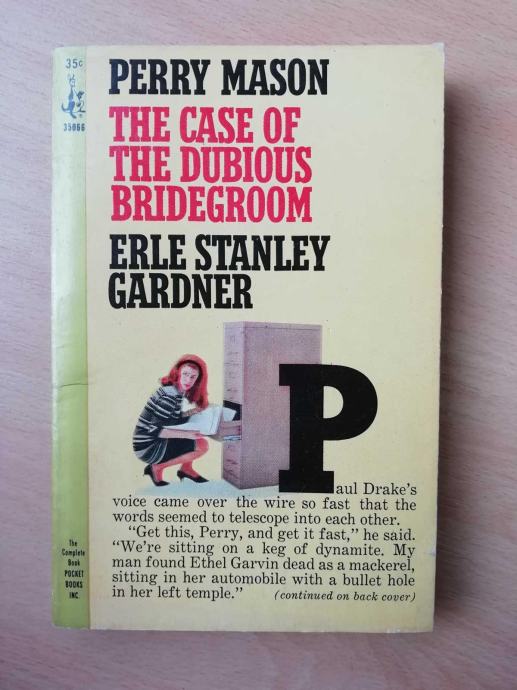 35¢
35066
PERRY MASON
THE CASE OF
THE DUBIOUS
BRIDEGROOM
ERLE STANLEY
GARDNER
Paul Drake's
voice came over the wire so fast that the
words seemed to telescope into each other.
"Get this, Perry, and get it fast," he said.
"We're sitting on a keg of dynamite. My
man found Ethel Garvin dead as a mackerel,
sitting in her automobile with a bullet hole
in her left temple." (continued on back cover)
The
Complete
Book
POCKET
BOOKS
INC.